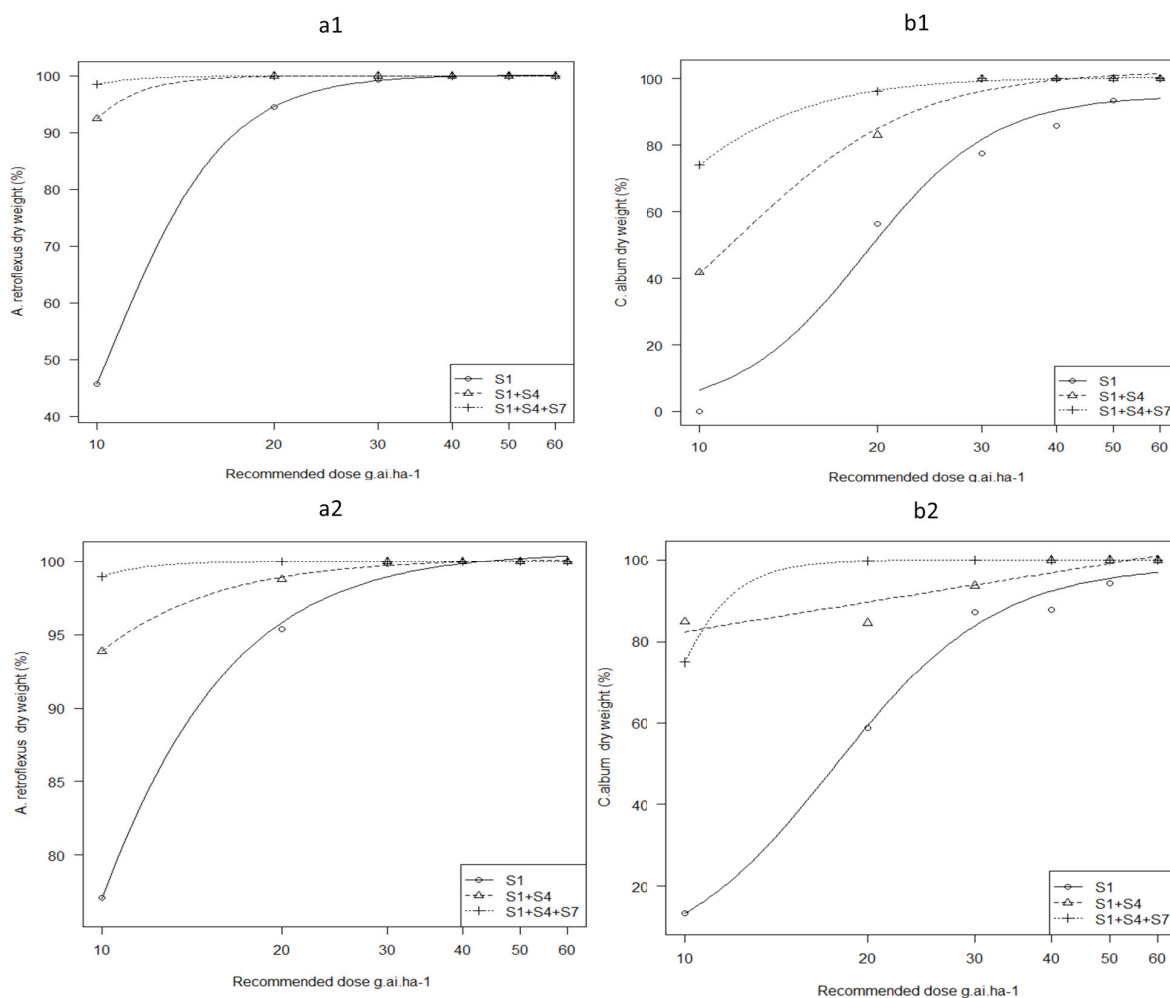 a1
100
90
80
70
60
50
40
A. retroflexus dry weight (%)
S1
S1+S4
S1+S4+S7
10 20 30 40 50 60
Recommended dose g.ai.ha-1
b1
100
80
60
40
20
0
C. album dry weight (%)
S1
S1+S4
S1+S4+S7
10 20 30 40 50 60
Recommended dose g.ai.ha-1
a2
100
95
90
85
80
A. retroflexus dry weight (%)
S1
S1+S4
S1+S4+S7
10 20 30 40 50 60
Recommended dose g.ai.ha-1
b2
100
80
60
40
20
C.album dry weight (%)
S1
S1+S4
S1+S4+S7
10 20 30 40 50 60
Recommended dose g.ai.ha-1